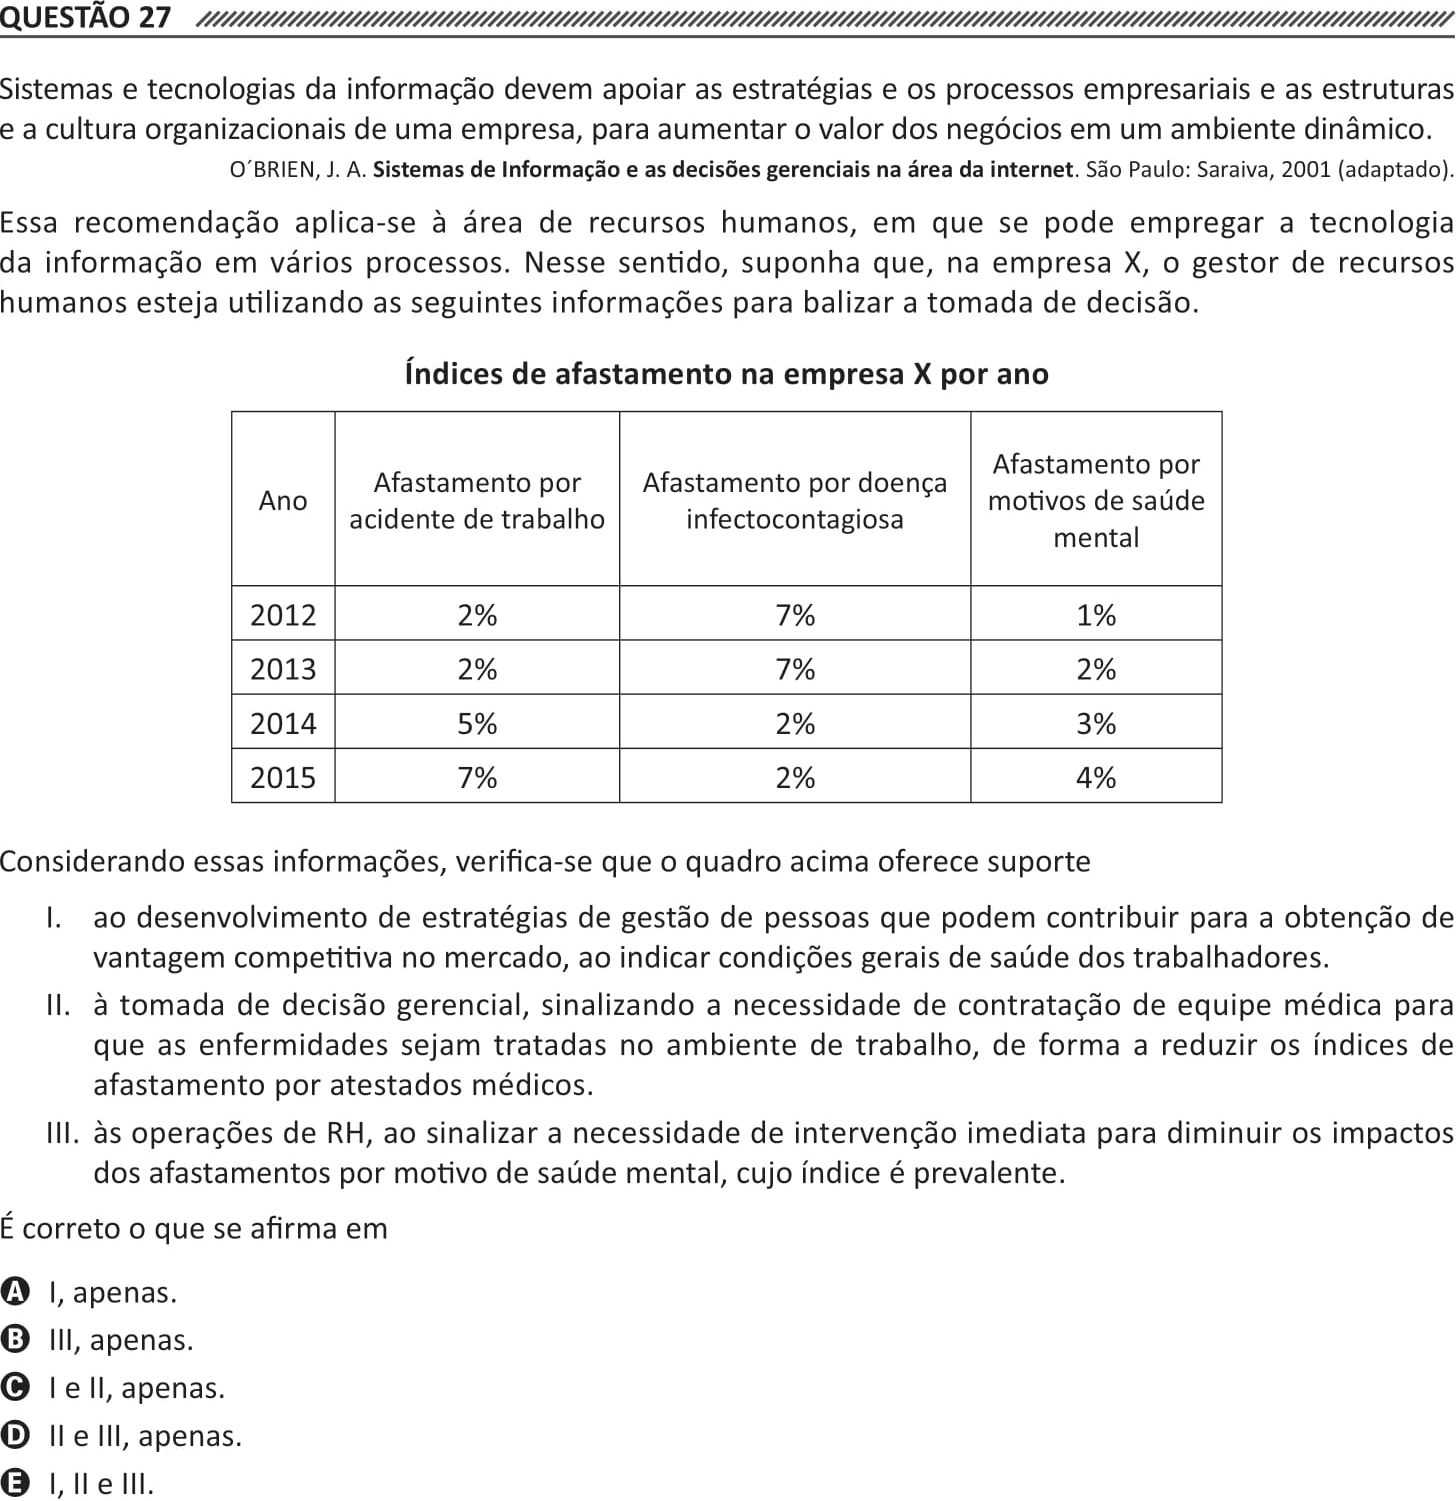 QUESTÃO 27
Sistemas e tecnologias da informação devem apoiar as estratégias e os processos empresariais e as estruturas
e a cultura organizacionais de uma empresa, para aumentar o valor dos negócios em um ambiente dinâmico.
O´BRIEN, J. A. Sistemas de Informação e as decisões gerenciais na área da internet. São Paulo: Saraiva, 2001 (adaptado).
Essa recomendação aplica-se à área de recursos humanos, em que se pode empregar a tecnologia
da informação em vários processos. Nesse sentido, suponha que, na empresa X, o gestor de recursos
humanos esteja utilizando as seguintes informações para balizar a tomada de decisão.
Índices de afastamento na empresa X por ano
Ano
Afastamento por
acidente de trabalho
Afastamento por doença
infectocontagiosa
Afastamento por
motivos de saúde
mental
2012 2% 7% 1%
2013 2% 7% 2%
2014 5% 2% 3%
2015 7% 2% 4%
Considerando essas informações, verifica-se que o quadro acima oferece suporte
I. ao desenvolvimento de estratégias de gestão de pessoas que podem contribuir para a obtenção de
vantagem competitiva no mercado, ao indicar condições gerais de saúde dos trabalhadores.
II. à tomada de decisão gerencial, sinalizando a necessidade de contratação de equipe médica para
que as enfermidades sejam tratadas no ambiente de trabalho, de forma a reduzir os índices de
afastamento por atestados médicos.
III. às operações de RH, ao sinalizar a necessidade de intervenção imediata para diminuir os impactos
dos afastamentos por motivo de saúde mental, cujo índice é prevalente.
É correto o que se afirma em
A I, apenas.
B III, apenas.
C I e II, apenas.
D II e III, apenas.
E I, II e III.